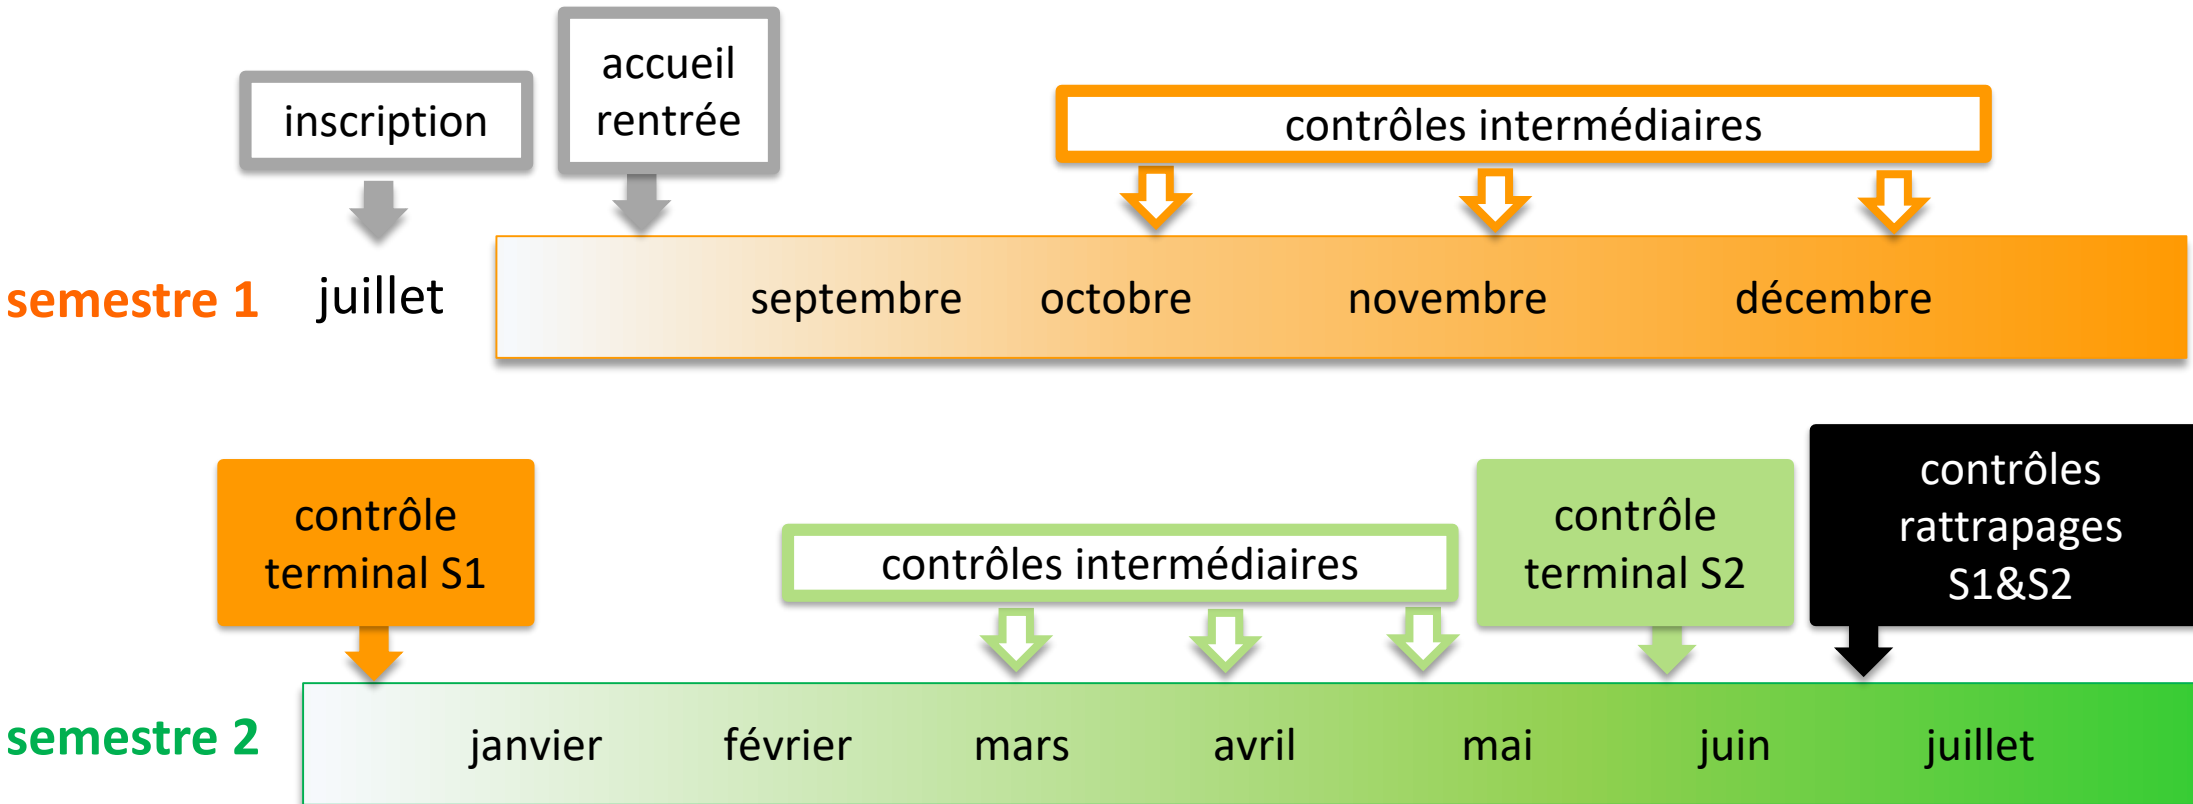 inscription
accueil
rentrée
contrôles intermédiaires
semestre 1
juillet
septembre
octobre
novembre
décembre
contrôle
terminal S1
contrôles intermédiaires
contrôle
terminal S2
contrôles
rattrapages
S1&S2
semestre 2
janvier
février
mars
avril
mai
juin
juillet